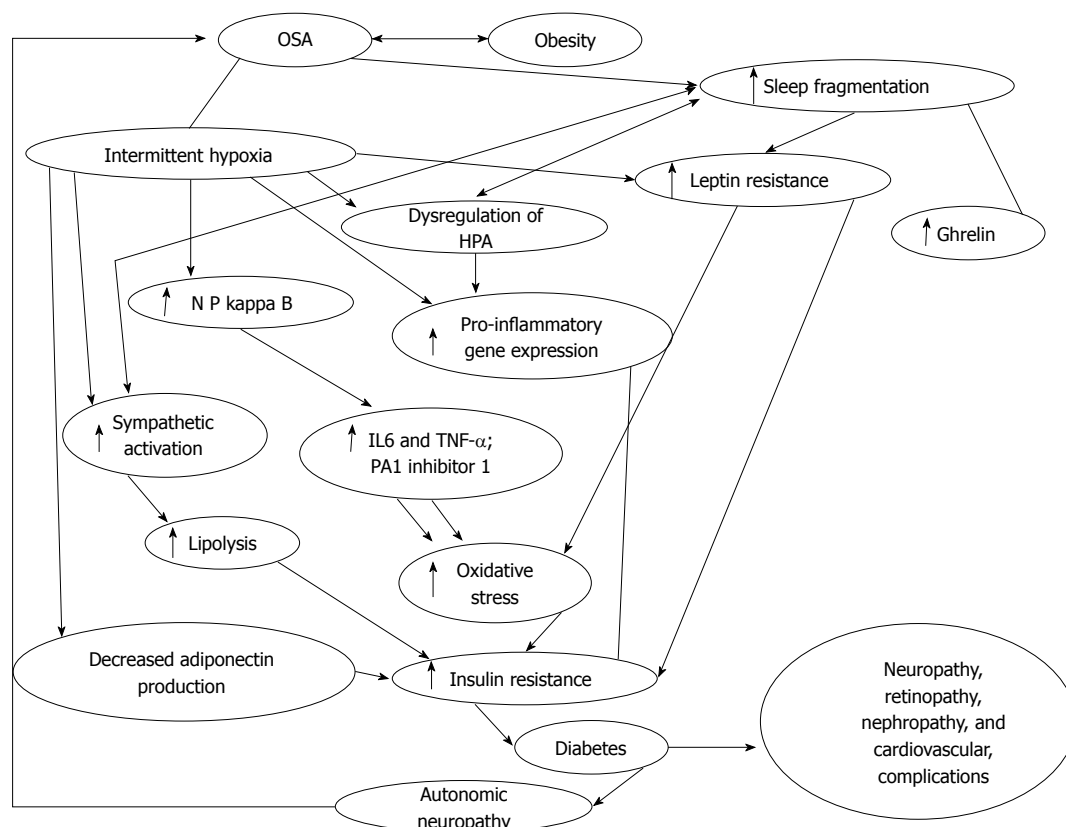 OSA
Obesity
Sleep fragmentation
Intermittent hypoxia
Leptin resistance
Dysregulation of
HPA
Ghrelin
N P kappa B
Pro-inflammatory
gene expression
Sympathetic
activation
IL6 and TNF-α;
PA1 inhibitor 1
Lipolysis
Oxidative
stress
Decreased adiponectin
production
Insulin resistance
Neuropathy,
retinopathy,
nephropathy, and
cardiovascular,
complications
Diabetes
Autonomic
neuropathy